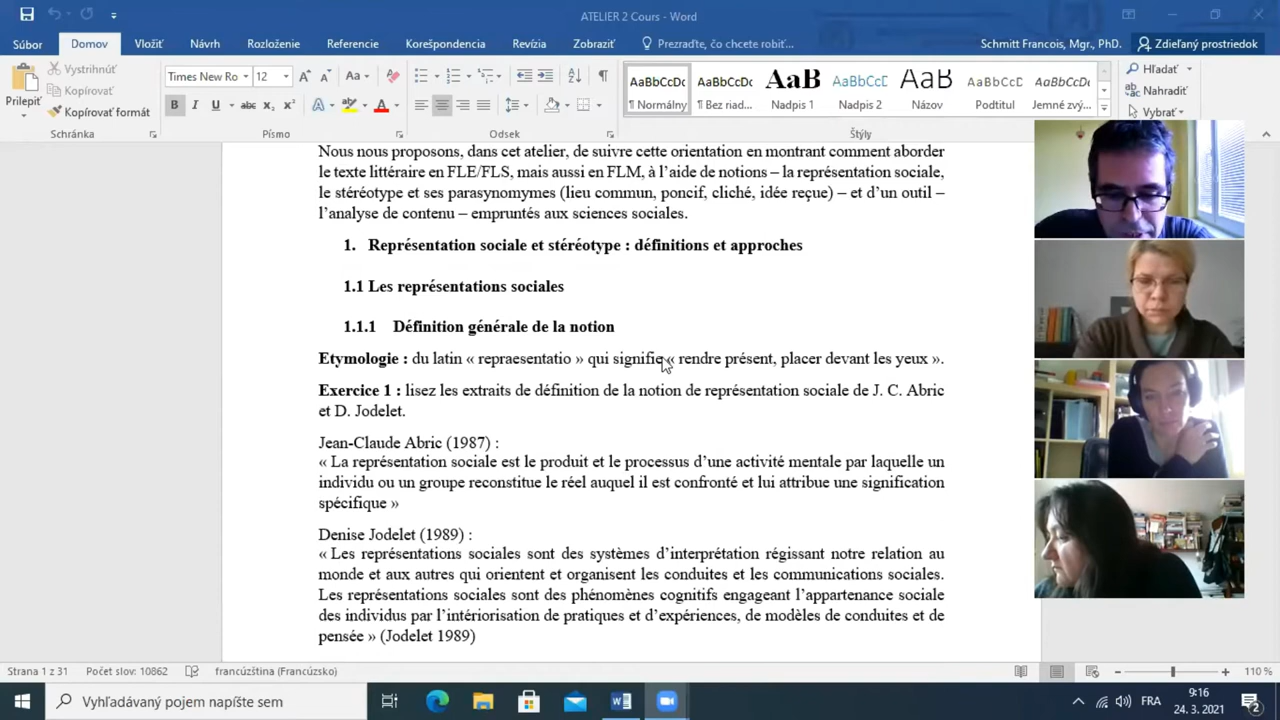 ATELIER 2 Cours - Word
Súbor Domov Vložiť Návrh Rozloženie Referencie Korešpondencia Revízia Zobraziť Prezraďte, čo chcete robiť... Schmitt Francois, Mgr., PhD. Zdieľaný prostriedok
Prilepiť
Vystrihnúť
Kopírovať
Kopírovať formát
Schránka
Times New Ro 12
B I U abc x₂ x²
Písmo
Odsek
AaBbCcDc AaBbCcDc AaB AaBbCcD AaB AaBbCcD AaBbCcDc
¶ Normálny ¶ Bez riad... Nadpis 1 Nadpis 2 Názov Podtitul Jemné zvý...
Štýly
Hľadať
Nahradiť
Vybrať
Nous nous proposons, dans cet atelier, de suivre cette orientation en montrant comment aborder
le texte littéraire en FLE/FLS, mais aussi en FLM, à l’aide de notions – la représentation sociale,
le stéréotype et ses parasynonymes (lieu commun, poncif, cliché, idée reçue) – et d’un outil –
l’analyse de contenu – empruntés aux sciences sociales.
1. Représentation sociale et stéréotype : définitions et approches
1.1 Les représentations sociales
1.1.1 Définition générale de la notion
Etymologie : du latin « repraesentatio » qui signifie « rendre présent, placer devant les yeux ».
Exercice 1 : lisez les extraits de définition de la notion de représentation sociale de J. C. Abric
et D. Jodelet.
Jean-Claude Abric (1987) :
« La représentation sociale est le produit et le processus d’une activité mentale par laquelle un
individu ou un groupe reconstitue le réel auquel il est confronté et lui attribue une signification
spécifique »
Denise Jodelet (1989) :
« Les représentations sociales sont des systèmes d’interprétation régissant notre relation au
monde et aux autres qui orientent et organisent les conduites et les communications sociales.
Les représentations sociales sont des phénomènes cognitifs engageant l’appartenance sociale
des individus par l’intériorisation de pratiques et d’expériences, de modèles de conduites et de
pensée » (Jodelet 1989)
Strana 1 z 31 Počet slov: 10862 francúzština (Francúzsko) 110 %
Vyhľadávaný pojem napíšte sem
FRA
9:16
24. 3. 2021
2